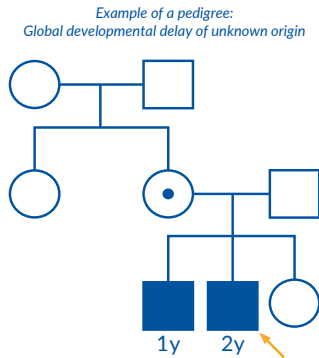 Example of a pedigree:
Global developmental delay of unknown origin
1y 2y